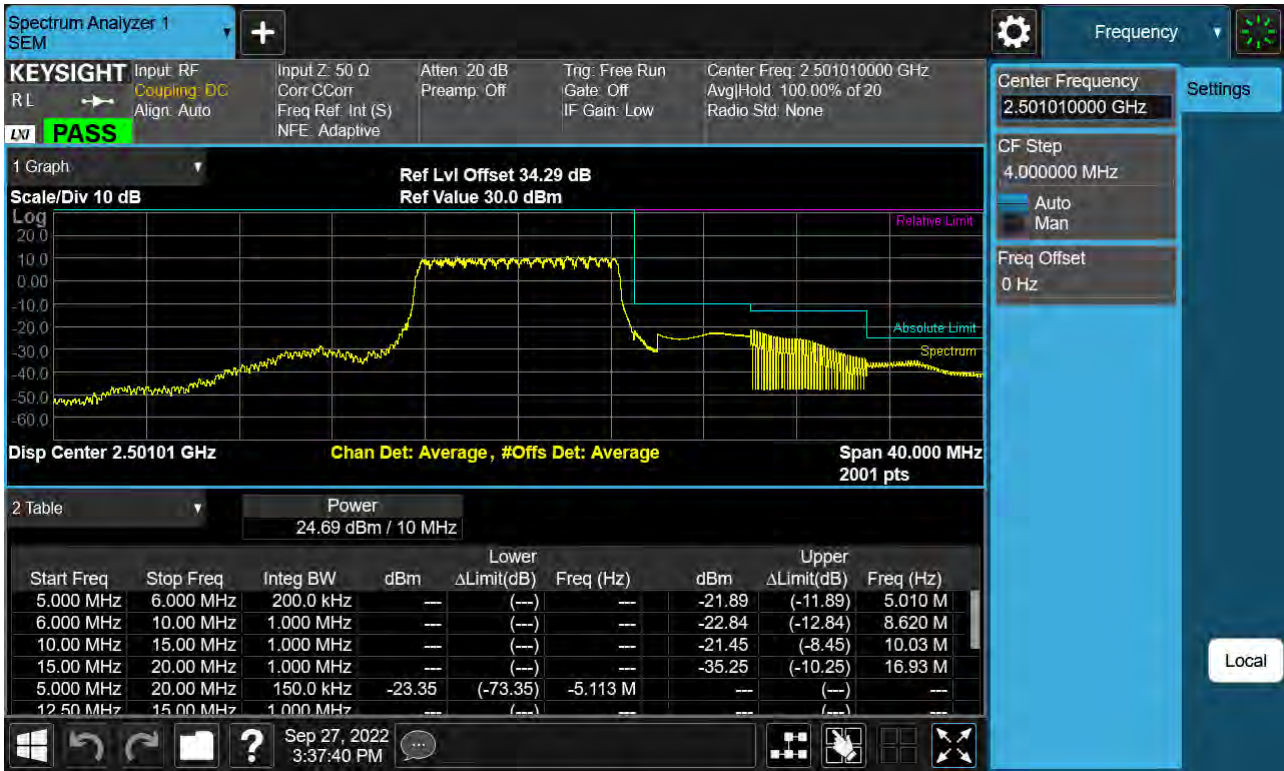 Spectrum Analyzer 1
SEM
Frequency
KEYSIGHT
R L
LXI
PASS
Input: RF
Coupling: DC
Align: Auto
Input Z: 50 Ω
Corr CCorr
Freq Ref: Int (S)
NFE: Adaptive
Atten: 20 dB
Preamp: Off
Trig: Free Run
Gate: Off
IF Gain: Low
Center Freq: 2.501010000 GHz
Avg|Hold: 100.00% of 20
Radio Std: None
Center Frequency
2.501010000 GHz
Settings
CF Step
4.000000 MHz
Auto
Man
Freq Offset
0 Hz
Local
1 Graph
Scale/Div 10 dB
Ref Lvl Offset 34.29 dB
Ref Value 30.0 dBm
Log
20.0
10.0
0.00
-10.0
-20.0
-30.0
-40.0
-50.0
-60.0
Relative Limit
Absolute Limit
Spectrum
Disp Center 2.50101 GHz
Chan Det: Average, #Offs Det: Average
Span 40.000 MHz
2001 pts
2 Table
Power
24.69 dBm / 10 MHz
Lower Upper
Start Freq Stop Freq Integ BW dBm ΔLimit(dB) Freq (Hz) dBm ΔLimit(dB) Freq (Hz)
5.000 MHz 6.000 MHz 200.0 kHz --- (---) --- -21.89 (-11.89) 5.010 M
6.000 MHz 10.00 MHz 1.000 MHz --- (---) --- -22.84 (-12.84) 8.620 M
10.00 MHz 15.00 MHz 1.000 MHz --- (---) --- -21.45 (-8.45) 10.03 M
15.00 MHz 20.00 MHz 1.000 MHz --- (---) --- -35.25 (-10.25) 16.93 M
5.000 MHz 20.00 MHz 150.0 kHz -23.35 (-73.35) -5.113 M --- (---) ---
12.50 MHz 15.00 MHz 1.000 MHz --- (---) --- --- (---) ---
?
Sep 27, 2022
3:37:40 PM